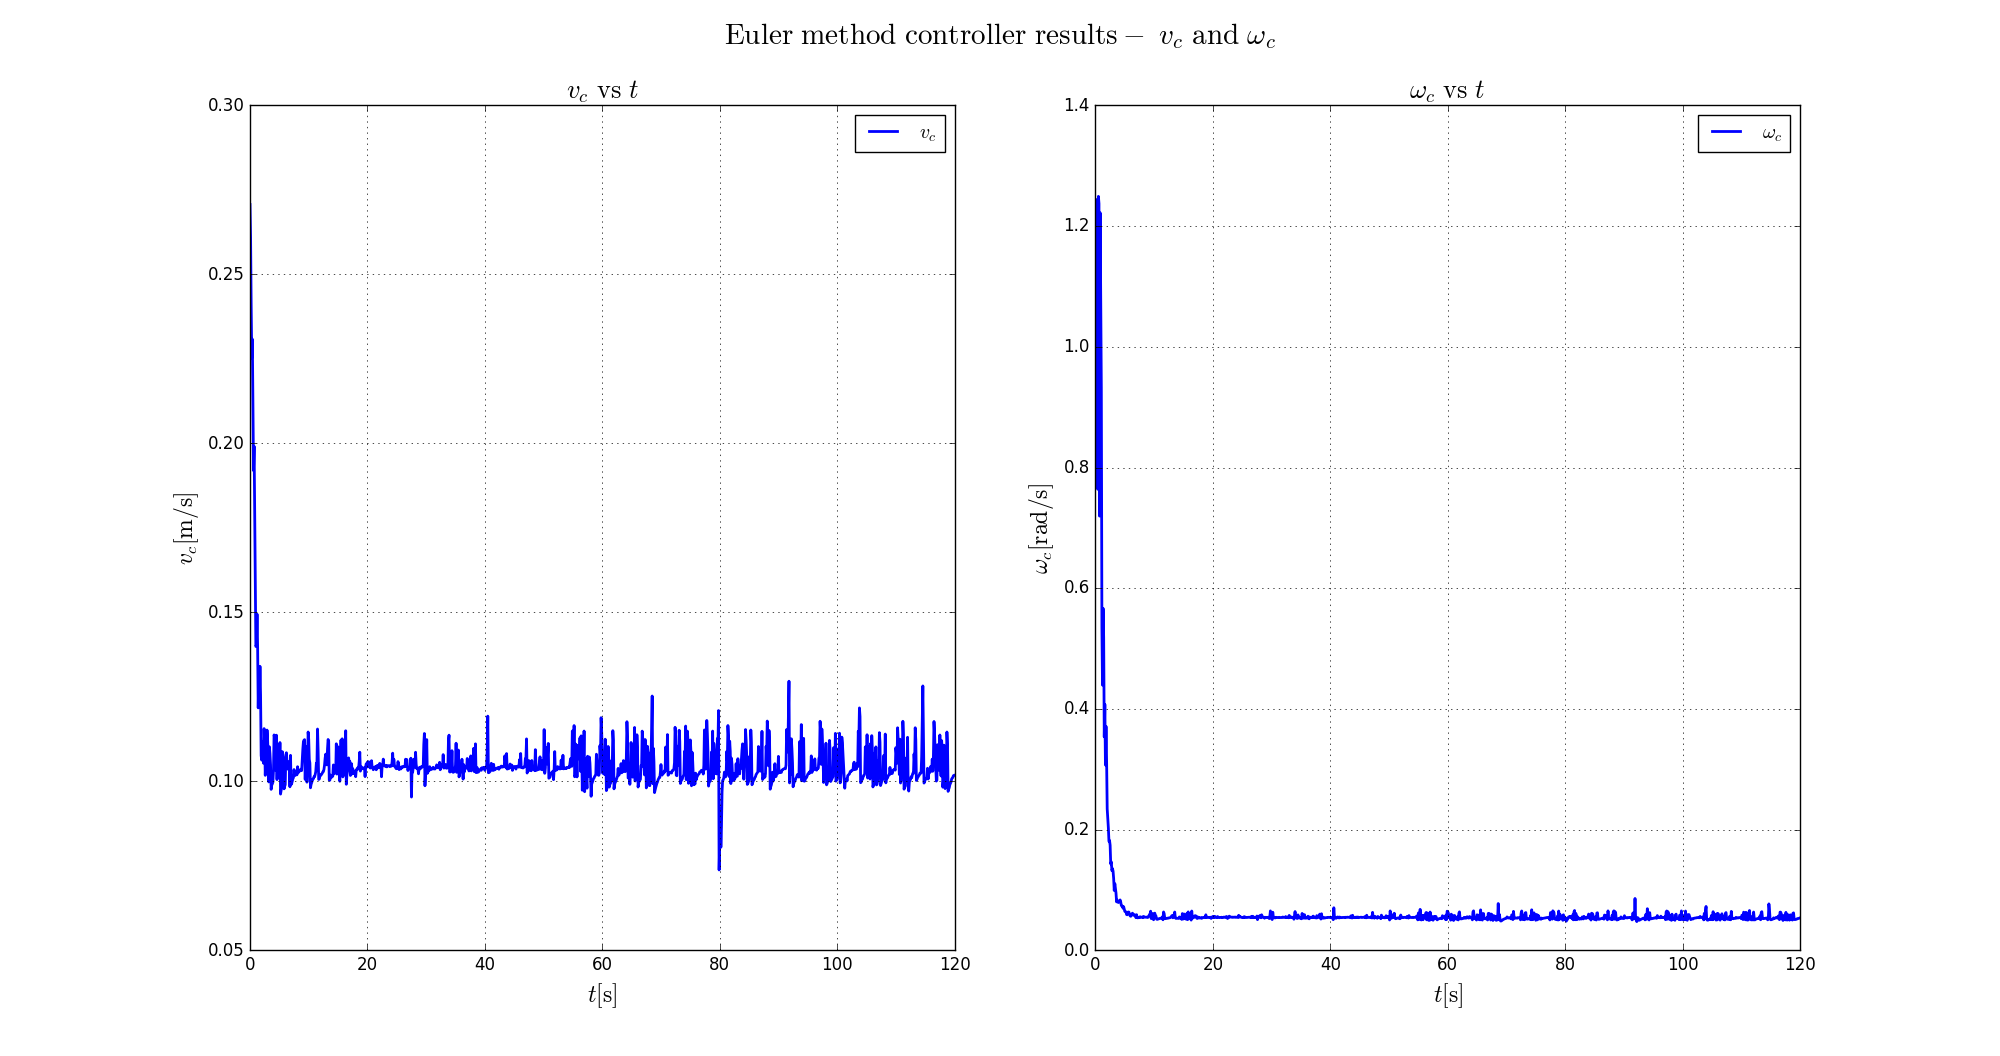 Euler method controller results − v_c and ω_c
v_c vs t
0.30
0.25
0.20
0.15
0.10
0.05
v_c[m/s]
0 20 40 60 80 100 120
t[s]
v_c
ω_c vs t
1.4
1.2
1.0
0.8
0.6
0.4
0.2
0.0
ω_c[rad/s]
0 20 40 60 80 100 120
t[s]
ω_c